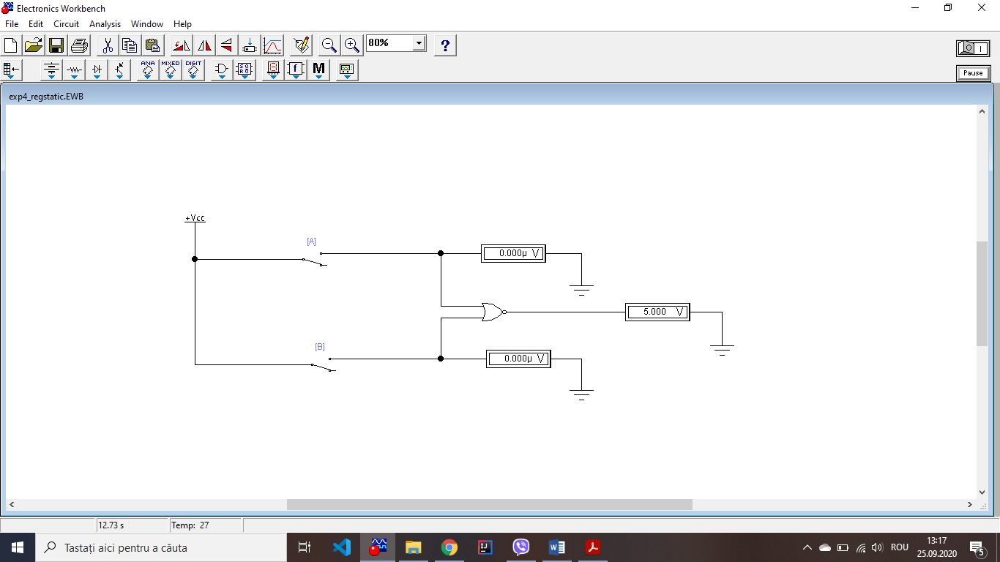 Electronics Workbench
File Edit Circuit Analysis Window Help
80%
?
ANA MIXED DIGIT
f M
Pause
exp4_regstatic.EWB
+Vcc
[A]
0.000µ V
5.000 V
[B]
0.000µ V
12.73 s Temp: 27
Tastați aici pentru a căuta
IJ
W
ROU
13:17
25.09.2020
5